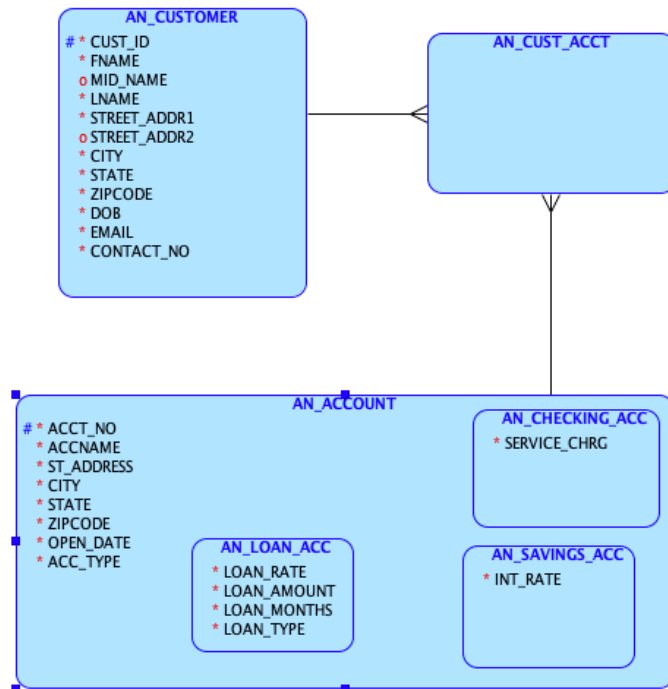 AN_CUSTOMER
# * CUST_ID
* FNAME
o MID_NAME
* LNAME
* STREET_ADDR1
o STREET_ADDR2
* CITY
* STATE
* ZIPCODE
* DOB
* EMAIL
* CONTACT_NO
AN_CUST_ACCT
AN_ACCOUNT
# * ACCT_NO
* ACCNAME
* ST_ADDRESS
* CITY
* STATE
* ZIPCODE
* OPEN_DATE
* ACC_TYPE
AN_LOAN_ACC
* LOAN_RATE
* LOAN_AMOUNT
* LOAN_MONTHS
* LOAN_TYPE
AN_CHECKING_ACC
* SERVICE_CHRG
AN_SAVINGS_ACC
* INT_RATE